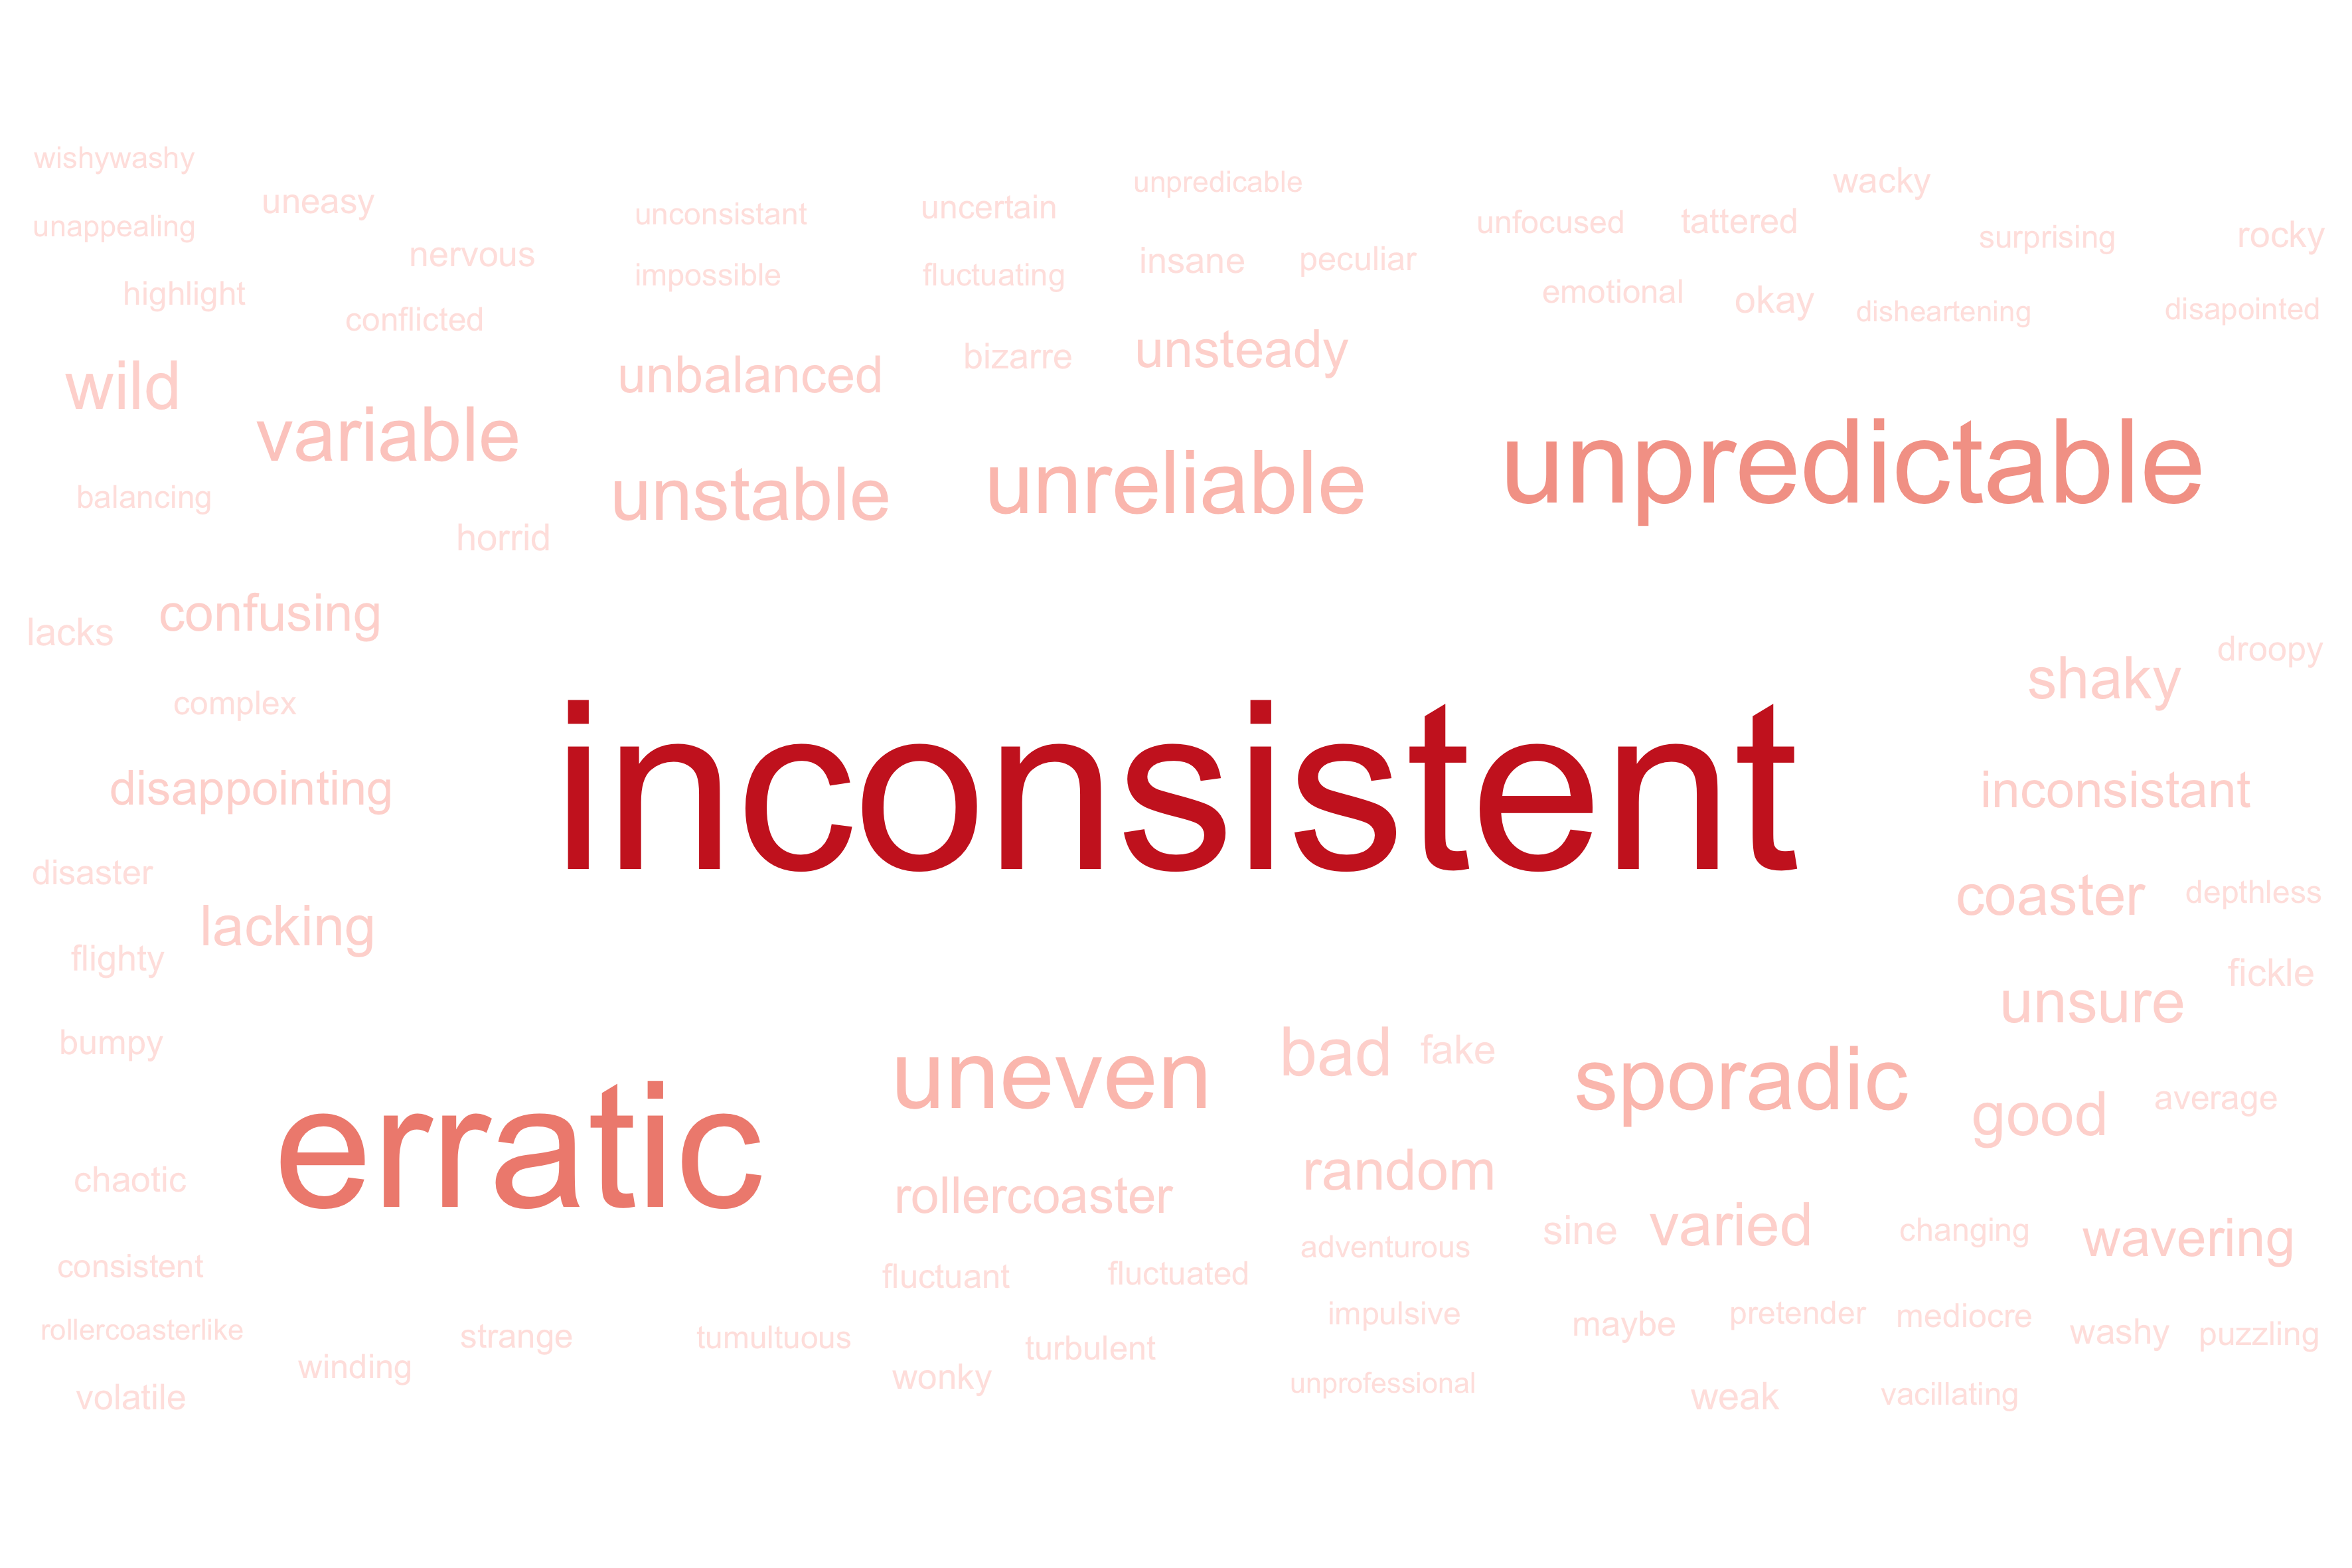 wishywashy
unappealing
uneasy
highlight
nervous
conflicted
unconsistant
impossible
uncertain
fluctuating
unpredicable
insane
peculiar
unfocused
tattered
wacky
surprising
rocky
emotional
okay
disheartening
disapointed
wild
variable
unbalanced
bizarre
unsteady
unstable
unreliable
unpredictable
balancing
horrid
lacks
confusing
complex
disappointing
inconsistent
shaky
droopy
inconsistant
disaster
lacking
coaster
depthless
flighty
unsure
fickle
bumpy
erratic
uneven
bad
fake
sporadic
good
average
chaotic
rollercoaster
random
sine
varied
changing
wavering
consistent
fluctuant
fluctuated
adventurous
rollercoasterlike
strange
tumultuous
turbulent
impulsive
maybe
pretender
mediocre
washy
puzzling
winding
volatile
wonky
unprofessional
weak
vacillating